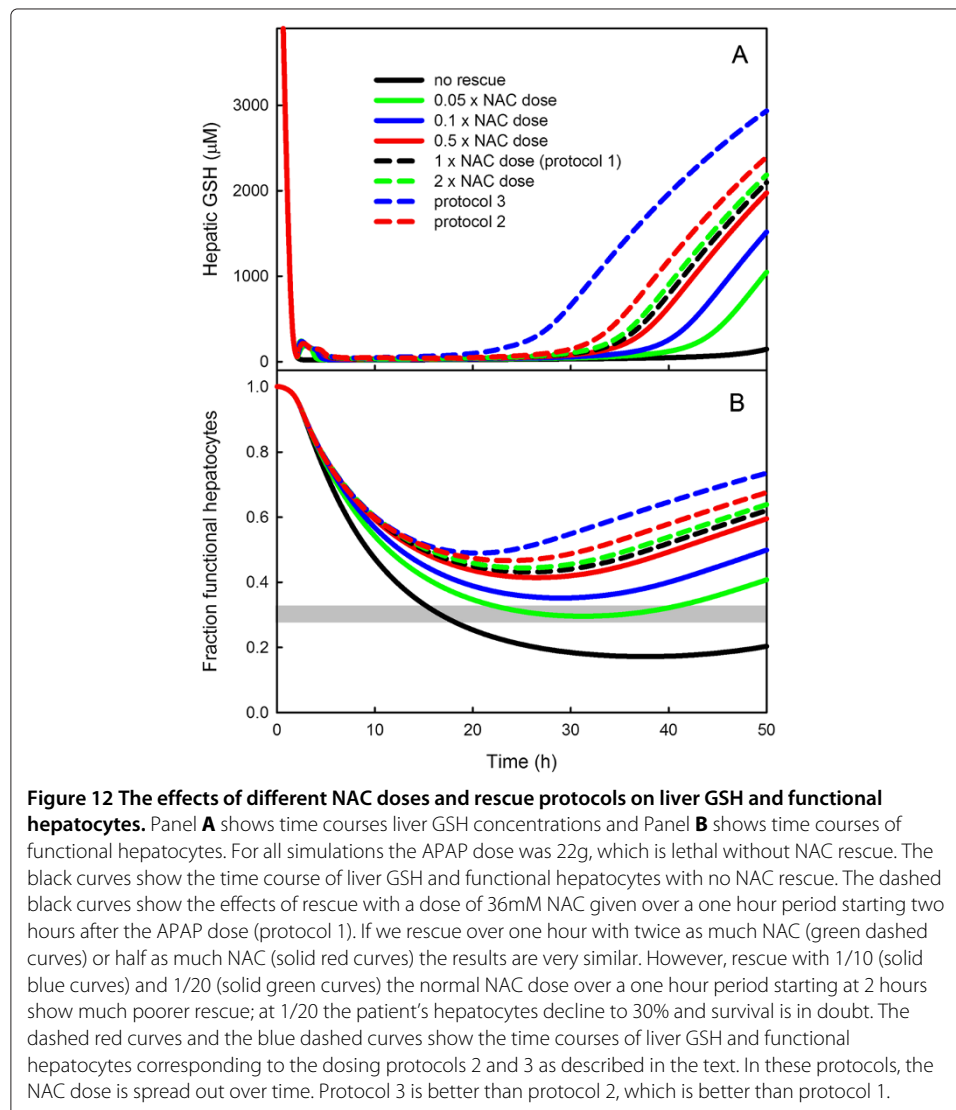 A
no rescue
0.05 x NAC dose
0.1 x NAC dose
0.5 x NAC dose
1 x NAC dose (protocol 1)
2 x NAC dose
protocol 3
protocol 2
Hepatic GSH (µM)
3000
2000
1000
0
B
Fraction functional hepatocytes
1.0
0.8
0.6
0.4
0.2
0.0
0 10 20 30 40 50
Time (h)
Figure 12 The effects of different NAC doses and rescue protocols on liver GSH and functional
hepatocytes. Panel A shows time courses liver GSH concentrations and Panel B shows time courses of
functional hepatocytes. For all simulations the APAP dose was 22g, which is lethal without NAC rescue. The
black curves show the time course of liver GSH and functional hepatocytes with no NAC rescue. The dashed
black curves show the effects of rescue with a dose of 36mM NAC given over a one hour period starting two
hours after the APAP dose (protocol 1). If we rescue over one hour with twice as much NAC (green dashed
curves) or half as much NAC (solid red curves) the results are very similar. However, rescue with 1/10 (solid
blue curves) and 1/20 (solid green curves) the normal NAC dose over a one hour period starting at 2 hours
show much poorer rescue; at 1/20 the patient's hepatocytes decline to 30% and survival is in doubt. The
dashed red curves and the blue dashed curves show the time courses of liver GSH and functional
hepatocytes corresponding to the dosing protocols 2 and 3 as described in the text. In these protocols, the
NAC dose is spread out over time. Protocol 3 is better than protocol 2, which is better than protocol 1.